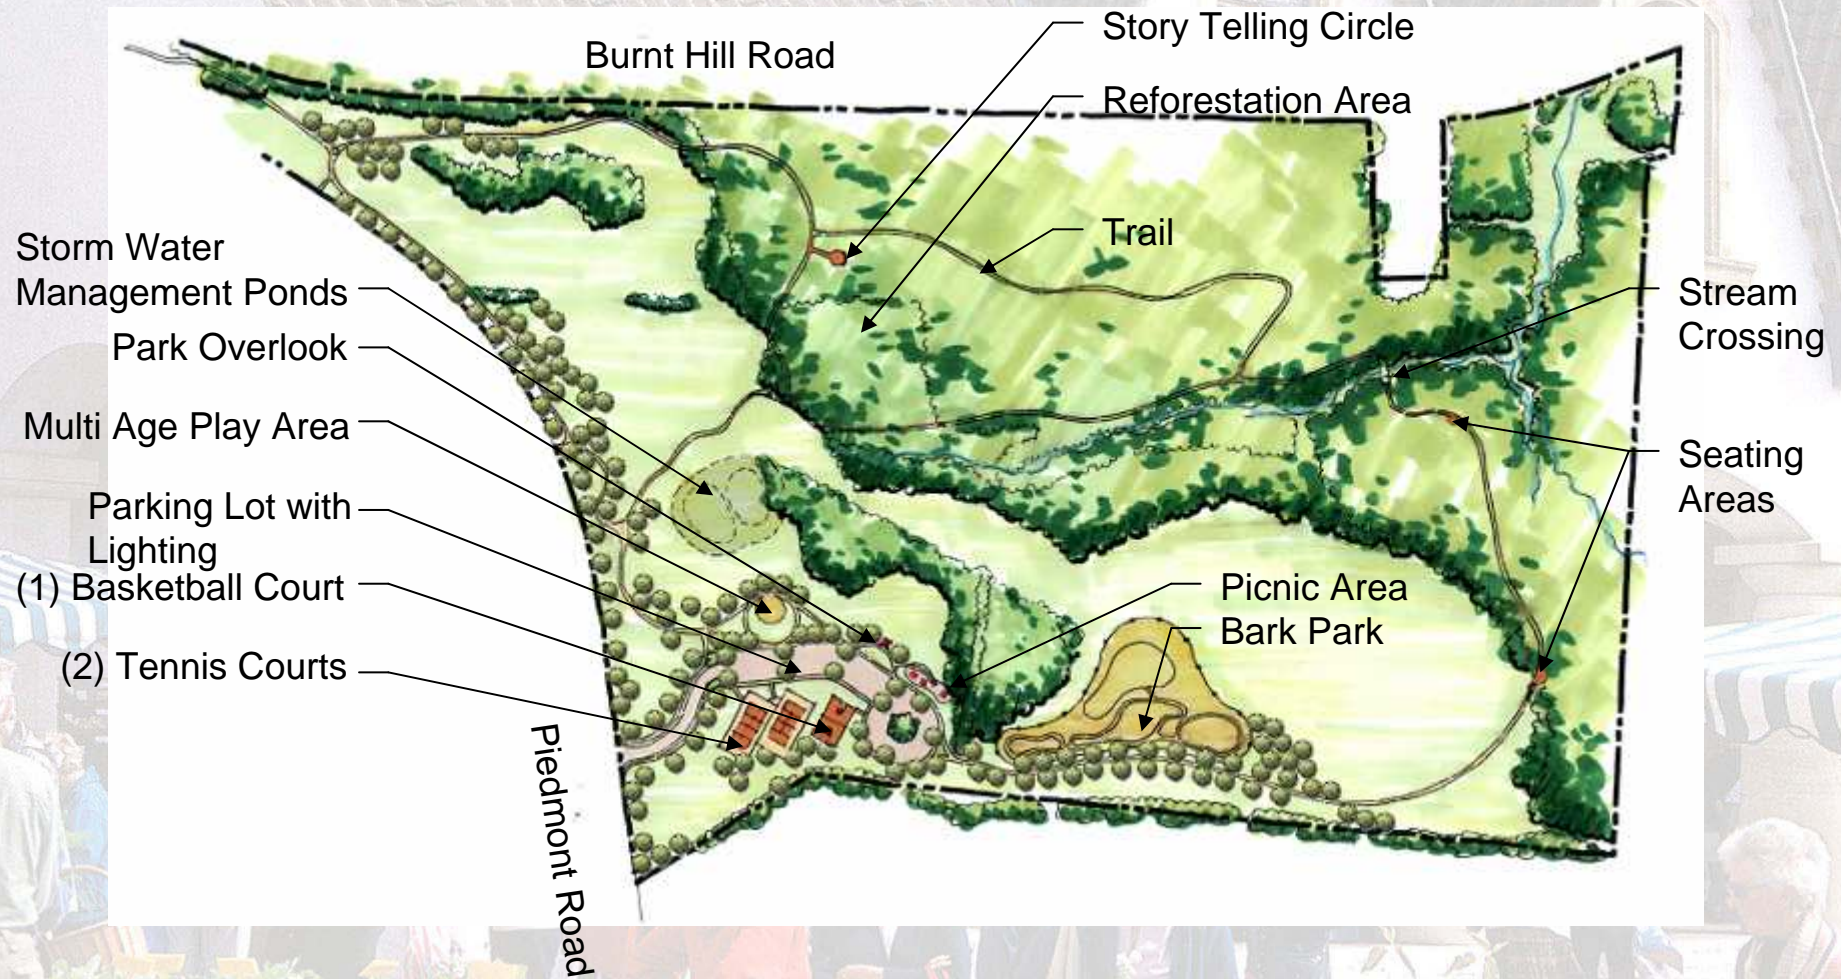 Burnt Hill Road
Story Telling Circle
Reforestation Area
Trail
Storm Water
Management Ponds
Park Overlook
Multi Age Play Area
Parking Lot with
Lighting
(1) Basketball Court
(2) Tennis Courts
Piedmont Road
Picnic Area
Bark Park
Stream
Crossing
Seating
Areas